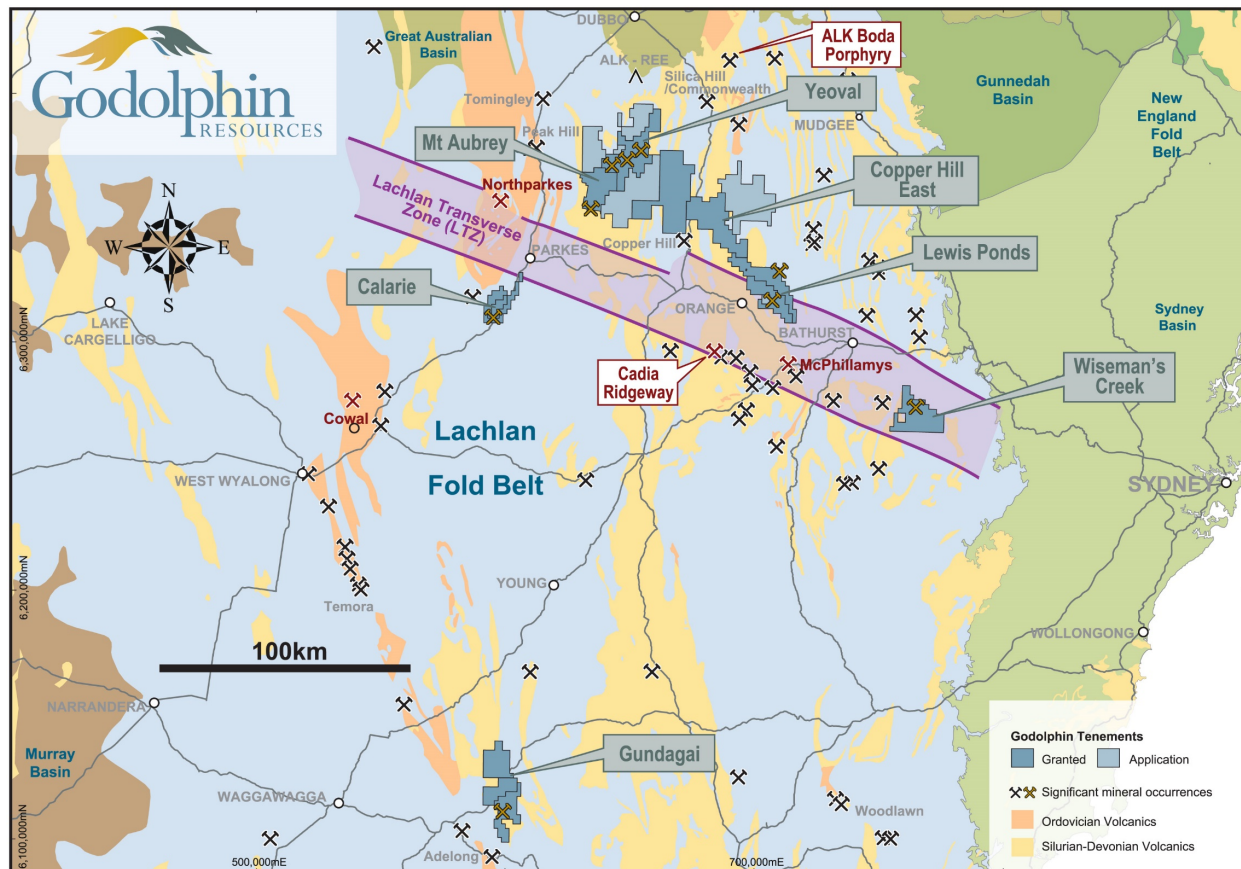 Godolphin
RESOURCES
Great Australian
Basin
DUBBO
ALK - REE
ALK Boda
Porphyry
Silica Hill
/Commonwealth
Gunnedah
Basin
New
England
Fold
Belt
Tomingley
Peak Hill
Yeoval
MUDGEE
Mt Aubrey
Copper Hill
East
Northparkes
Lachlan Transverse
Zone (LTZ)
N
W
E
S
Copper Hill
PARKES
Lewis Ponds
Calarie
ORANGE
BATHURST
LAKE
CARGELLIGO
6,300,000mN
Sydney
Basin
McPhillamys
Cadia
Ridgeway
Wiseman's
Creek
Cowal
Lachlan
Fold Belt
WEST WYALONG
SYDNEY
YOUNG
6,200,000mN
Temora
WOLLONGONG
100km
NARRANDERA
Murray
Basin
Gundagai
WAGGAWAGGA
Woodlawn
Adelong
6,100,000mN
500,000mE
700,000mE
Godolphin Tenements
Granted
Application
Significant mineral occurrences
Ordovician Volcanics
Silurian-Devonian Volcanics